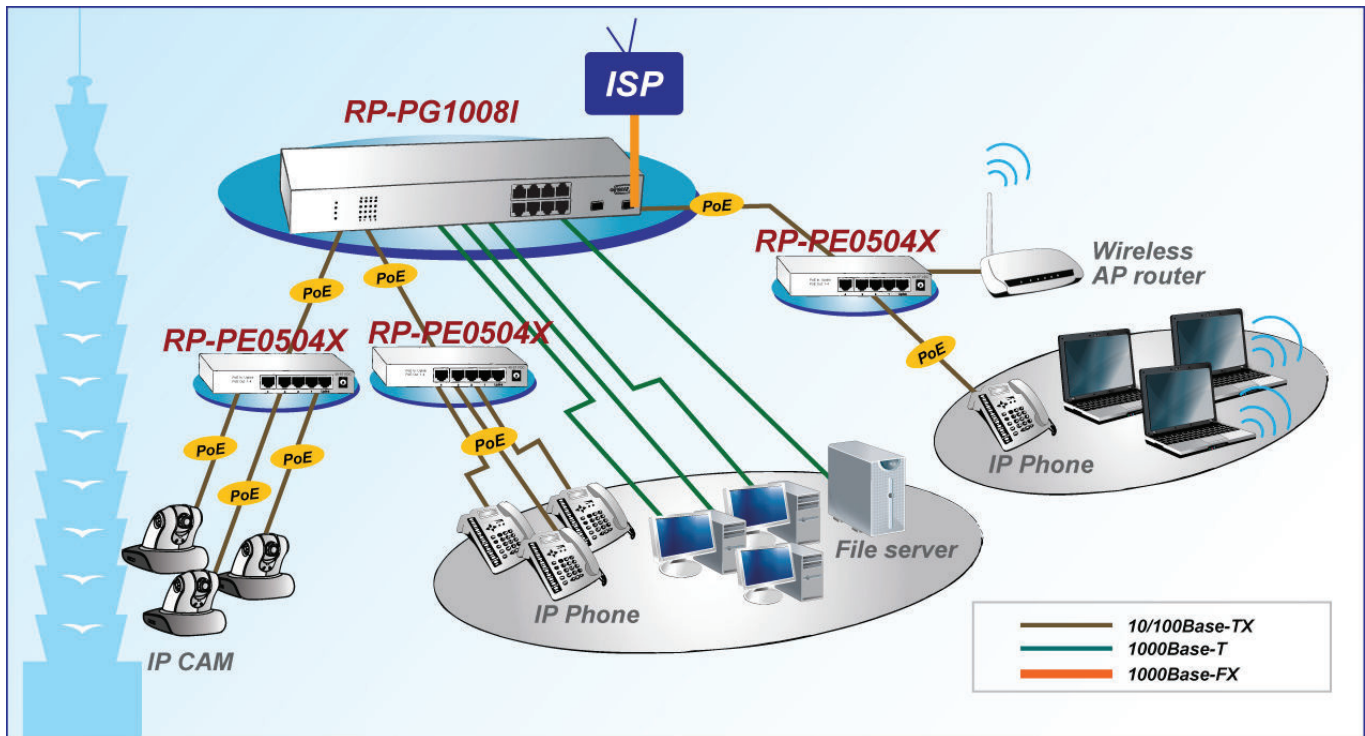 ISP
RP-PG1008I
PoE
RP-PE0504X
Wireless
AP router
PoE
PoE
RP-PE0504X
RP-PE0504X
PoE
IP Phone
PoE
PoE
PoE
PoE
IP Phone
File server
IP CAM
10/100Base-TX
1000Base-T
1000Base-FX